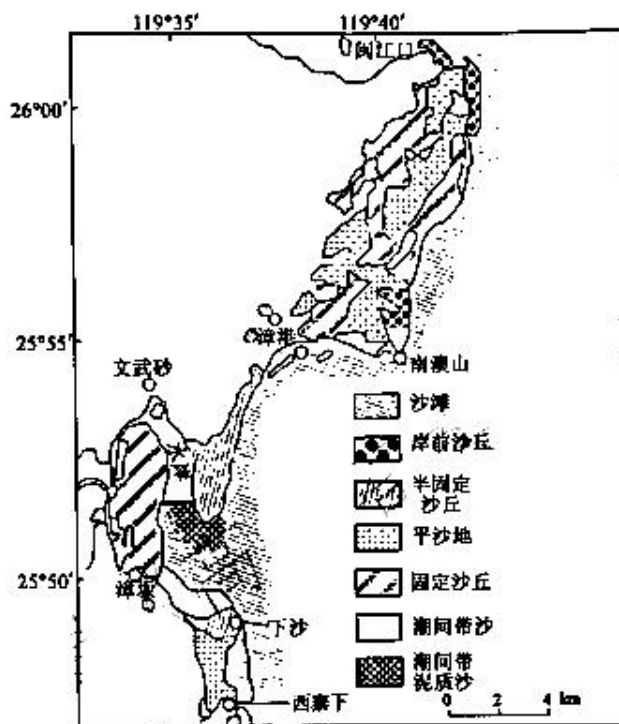 119°35′ 119°40′
闽江口
26°00′
漳港
25°55′
南澳山
文武砂
沙滩
岸前沙丘
半固定
沙丘
平沙地
25°50′
固定沙丘
下沙
潮间带沙
潮间带
泥质沙
西寨下
0 2 4 km